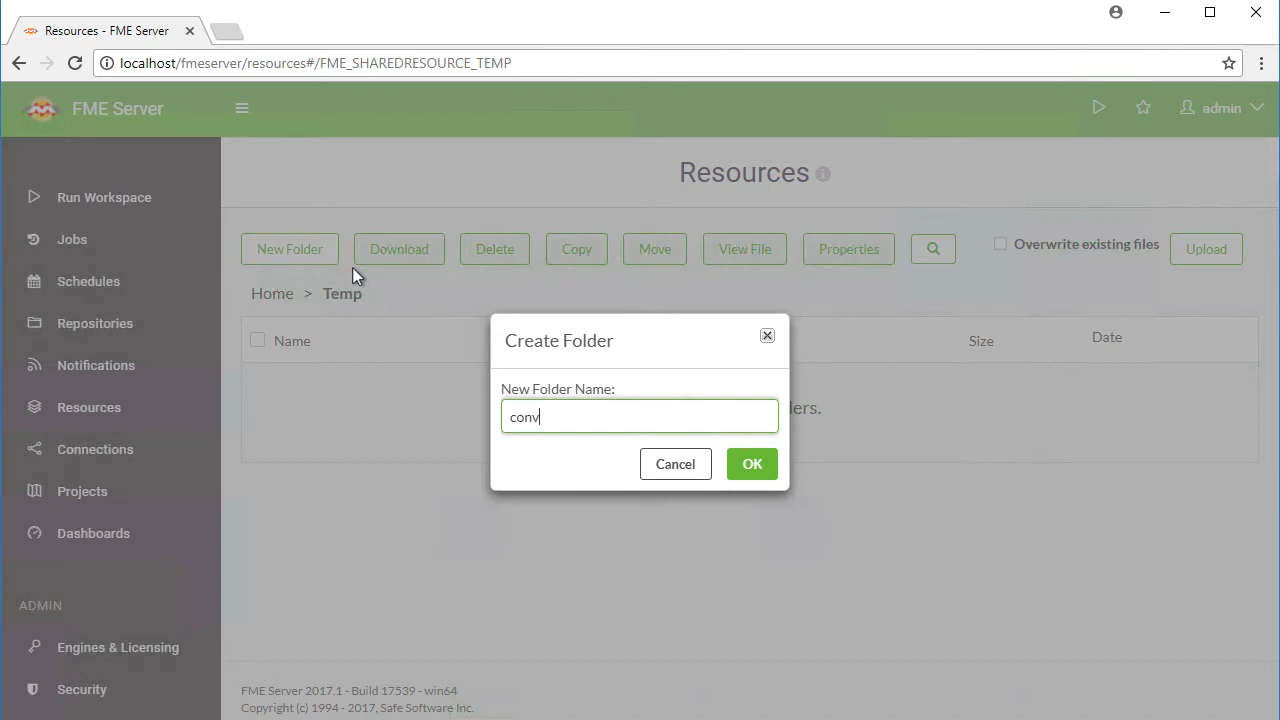 Resources - FME Server
localhost/fmeserver/resources#/FME_SHAREDRESOURCE_TEMP
FME Server
admin
Run Workspace
Jobs
Schedules
Repositories
Notifications
Resources
Connections
Projects
Dashboards
ADMIN
Engines & Licensing
Security
Resources
New Folder Download Delete Copy Move View File Properties Overwrite existing files Upload
Home > Temp
Name Size Date
ders.
Create Folder
New Folder Name:
conv
Cancel OK
FME Server 2017.1 - Build 17539 - win64
Copyright (c) 1994 - 2017, Safe Software Inc.